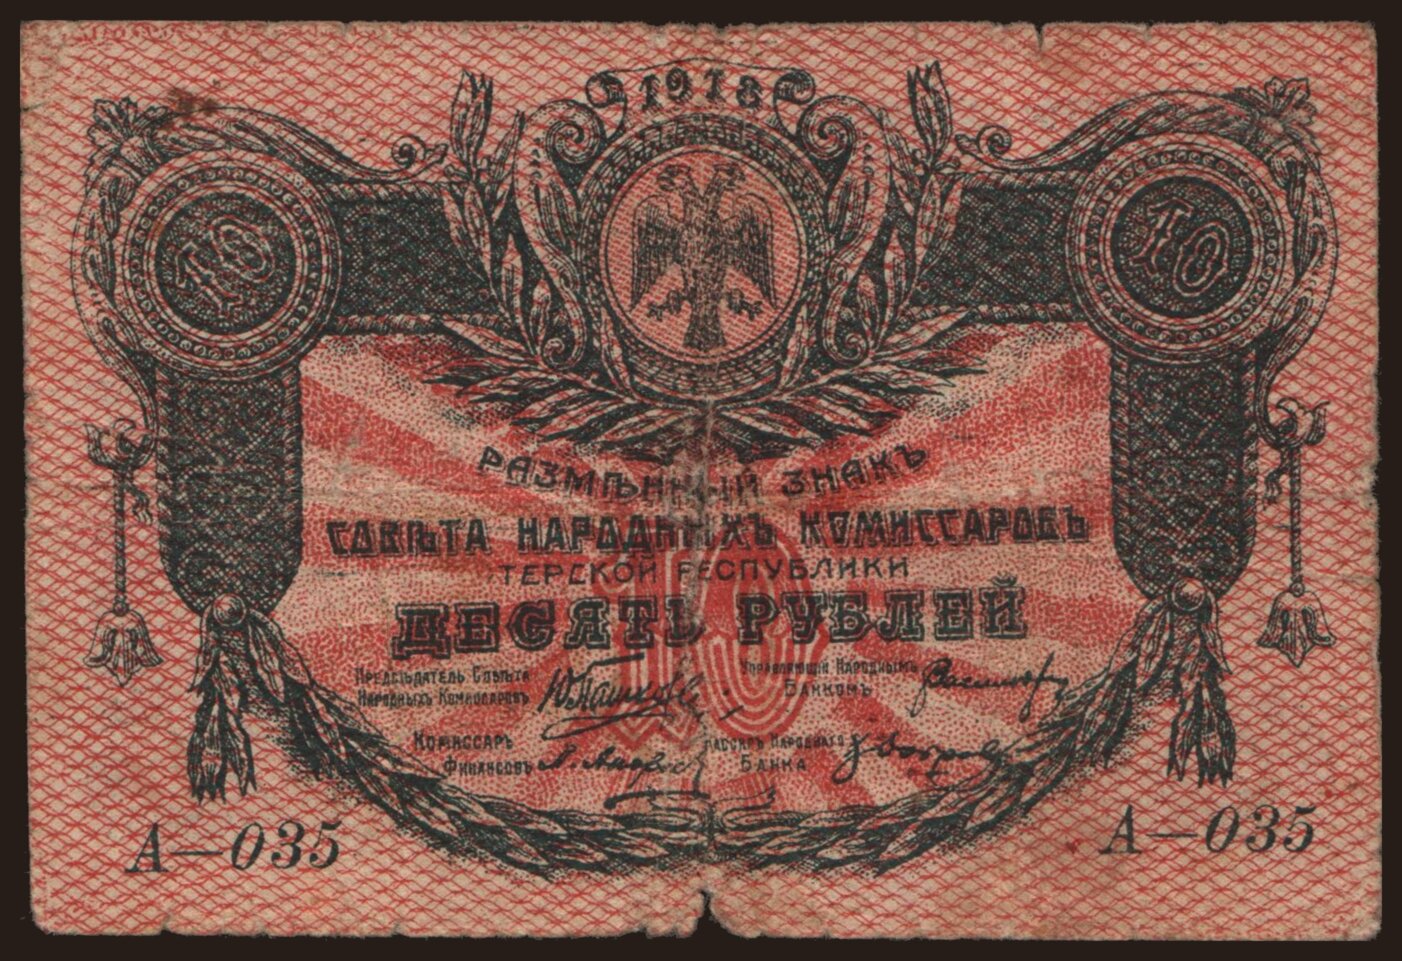 1918
10
10
РАЗМѢННЫЙ ЗНАКЪ
СОВѢТА НАРОДНЫХЪ КОМИССАРОВЪ
ТЕРСКОЙ РЕСПУБЛИКИ
ДЕСЯТЬ РУБЛЕЙ
10
Предсѣдатель Совѣта
Народныхъ Комиссаровъ
Управляющій Народнымъ
Банкомъ
Комиссаръ
Финансовъ
Кассиръ Народнаго
Банка
А—035
А—035